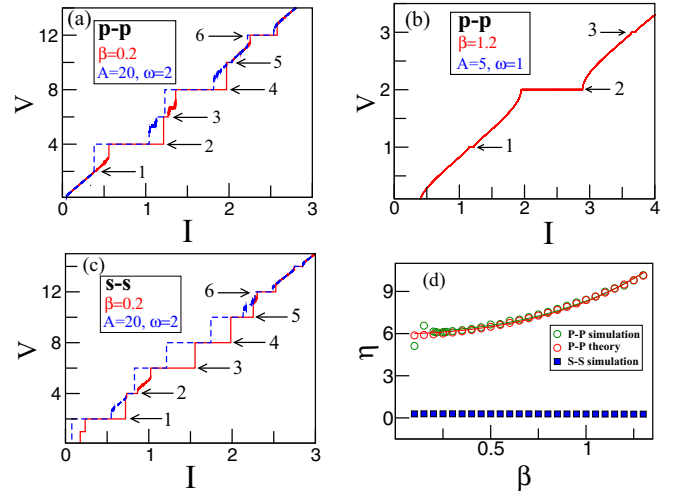 (a)
p-p
β=0.2
A=20, ω=2
6
5
4
3
2
1
12
8
4
V
0
1
2
3
I
(b)
p-p
β=1.2
A=5, ω=1
3
2
1
3
2
1
V
0
1
2
3
4
I
(c)
s-s
β=0.2
A=20, ω=2
6
5
4
3
2
1
12
8
4
V
0
1
2
3
I
(d)
P-P simulation
P-P theory
S-S simulation
9
6
3
0
η
0.5
1
β